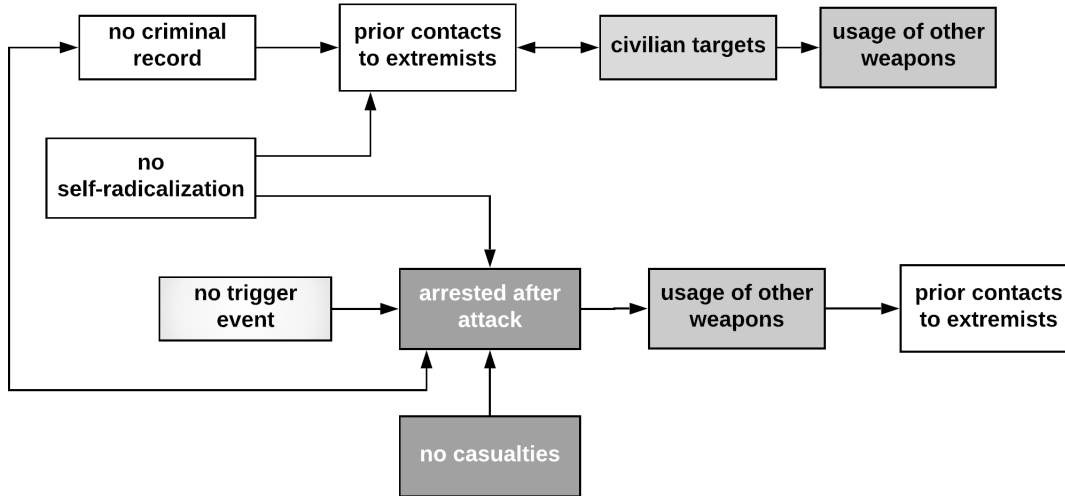 no criminal
record
prior contacts
to extremists
civilian targets
usage of other
weapons
no
self-radicalization
no trigger
event
arrested after
attack
usage of other
weapons
prior contacts
to extremists
no casualties